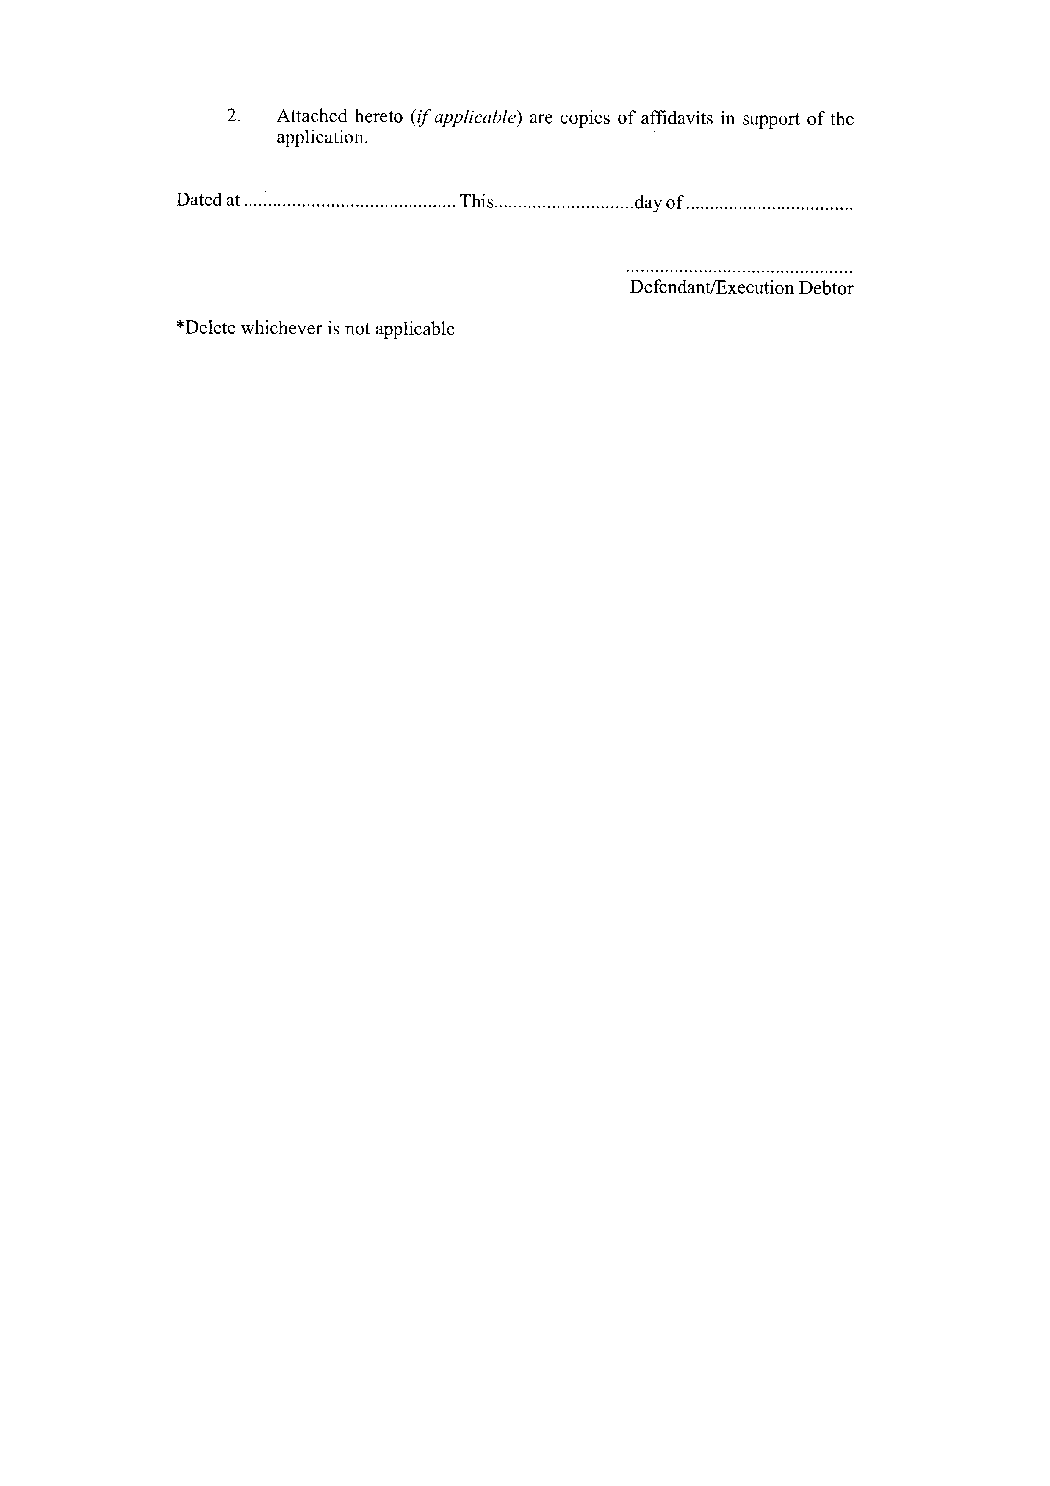 2. Attached hereto (if applicable) are copies of affidavits in support of the
application.
Dated at ............................................ This.............................day of ...................................
...............................................
Defendant/Execution Debtor
*Delete whichever is not applicable